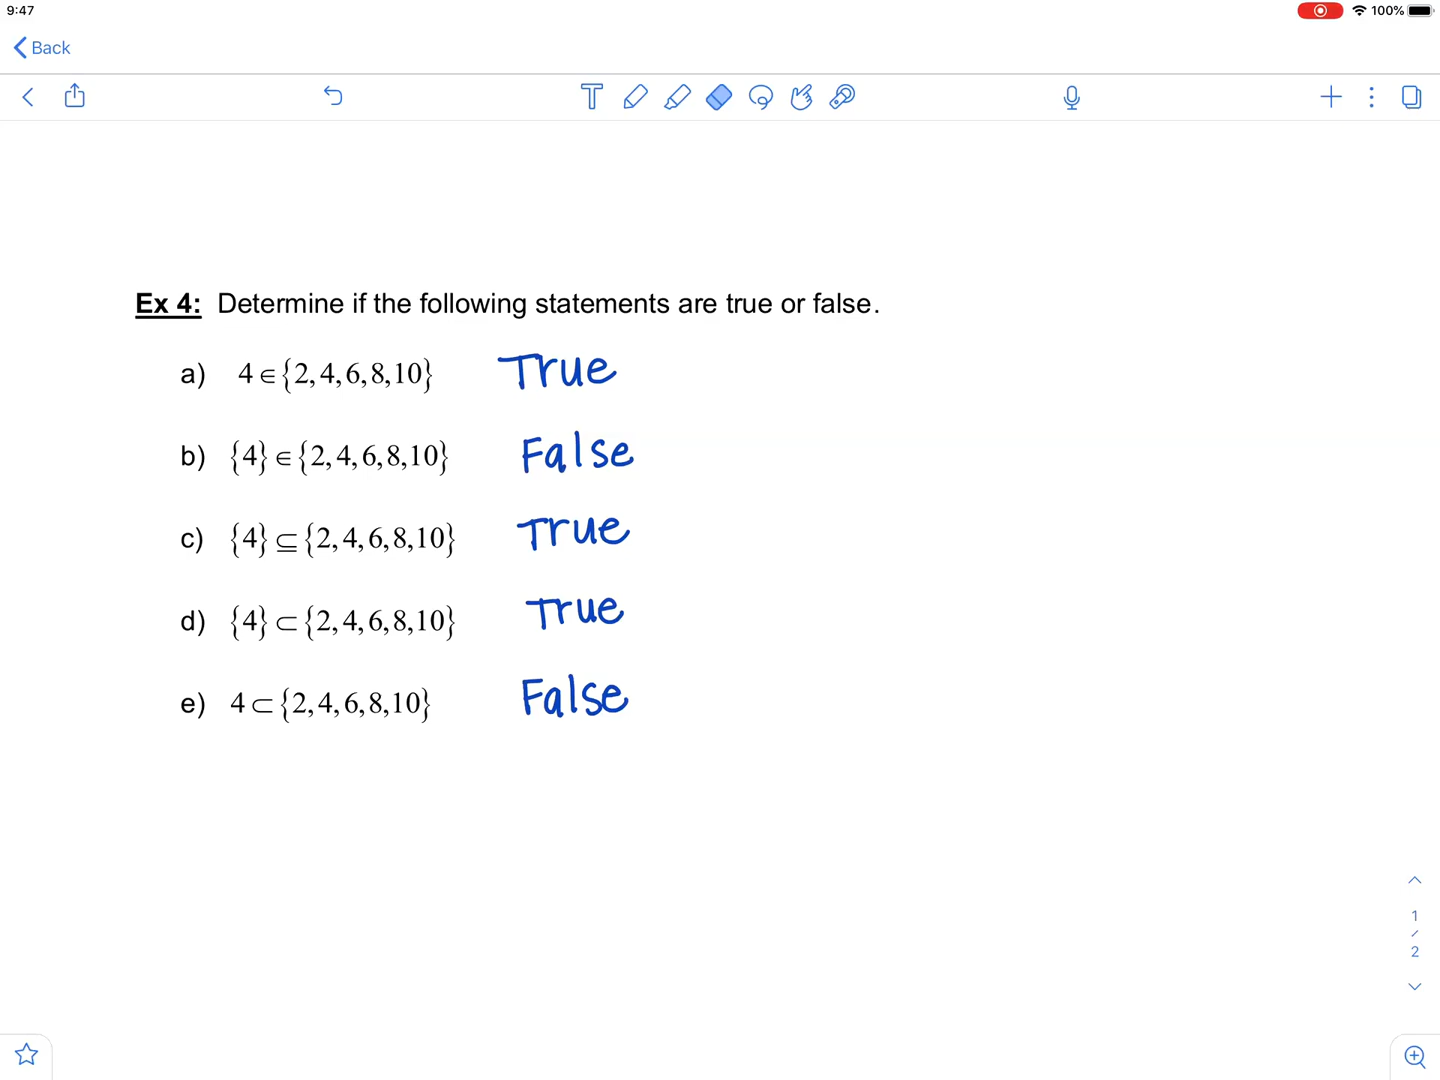 9:47
100%
Back
Ex 4: Determine if the following statements are true or false.
a) 4 ∈ {2, 4, 6, 8, 10} True
b) {4} ∈ {2, 4, 6, 8, 10} False
c) {4} ⊆ {2, 4, 6, 8, 10} True
d) {4} ⊂ {2, 4, 6, 8, 10} True
e) 4 ⊂ {2, 4, 6, 8, 10} False
1
/
2